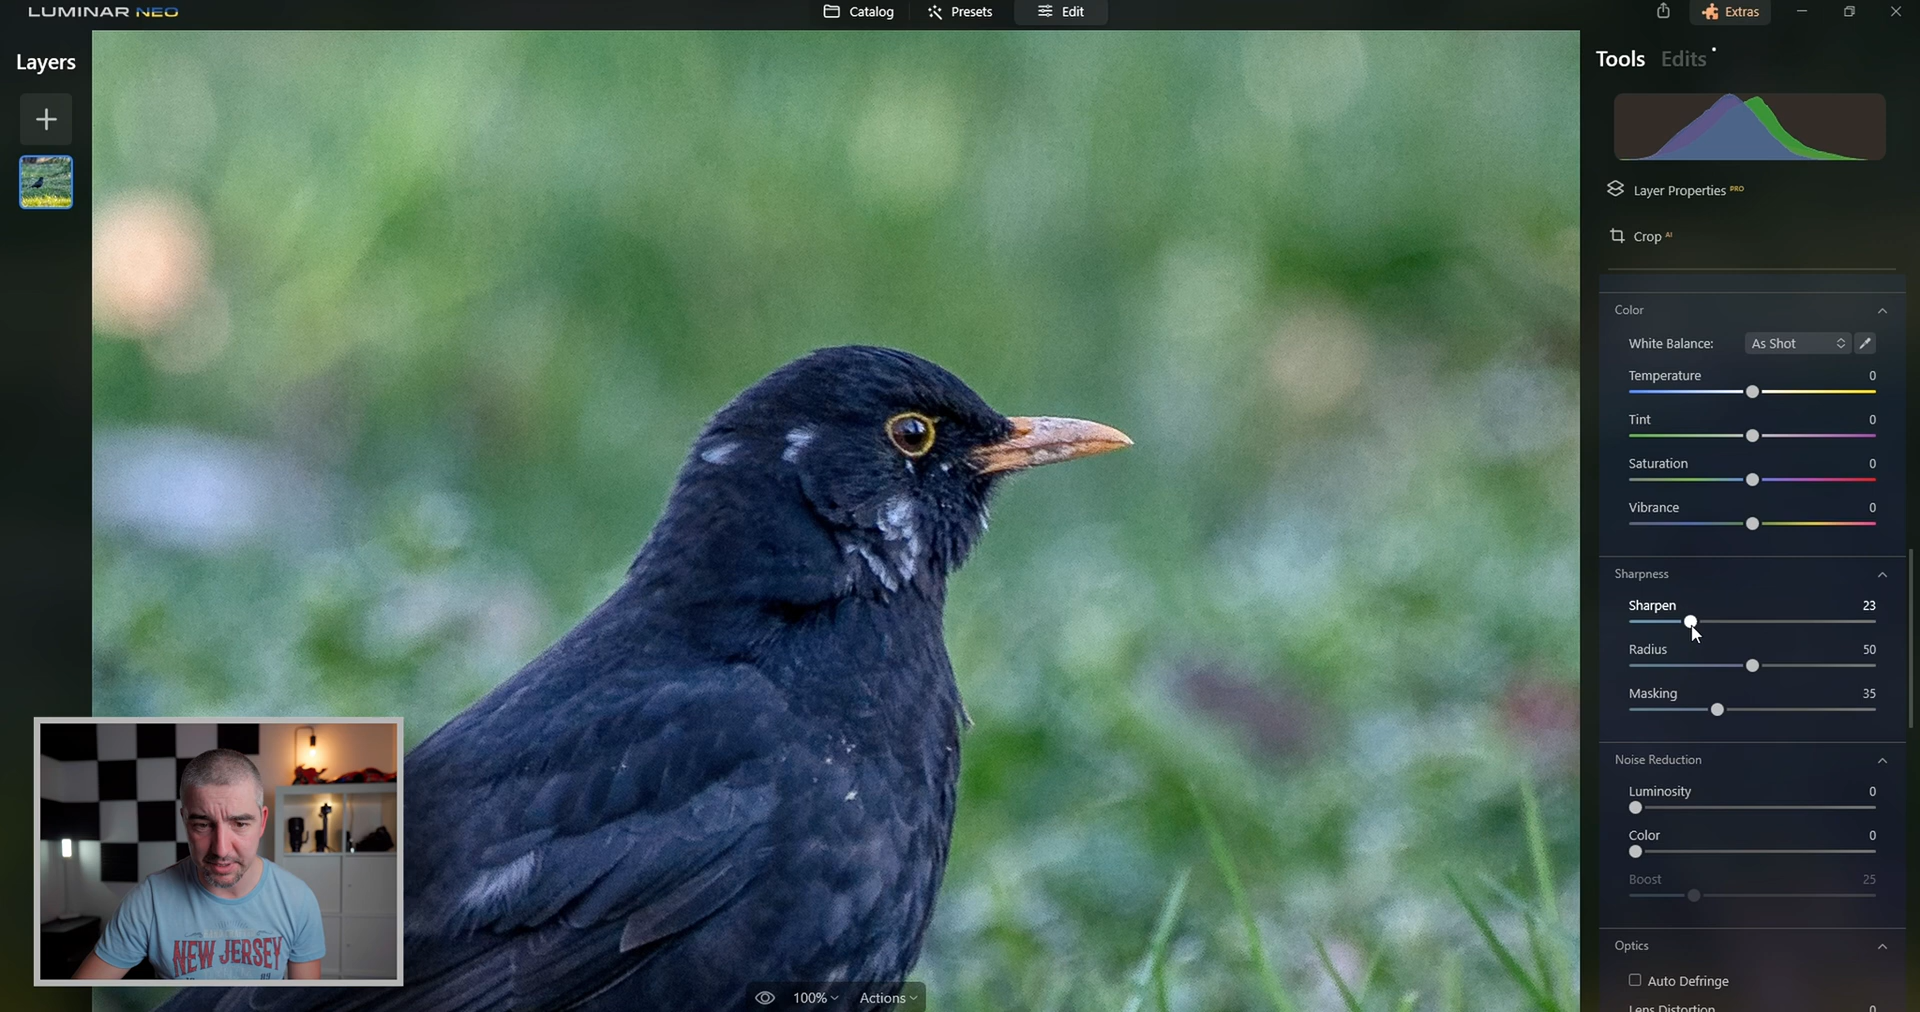 LUMINAR NEO
Catalog
Presets
Edit
Extras
Layers
Tools Edits
Layer Properties PRO
Crop AI
Color
White Balance: As Shot
Temperature 0
Tint 0
Saturation 0
Vibrance 0
Sharpness
Sharpen 23
Radius 50
Masking 35
Noise Reduction
Luminosity 0
Color 0
Boost 25
Optics
Auto Defringe
Lens Distortion 0
100%
Actions
NEW JERSEY